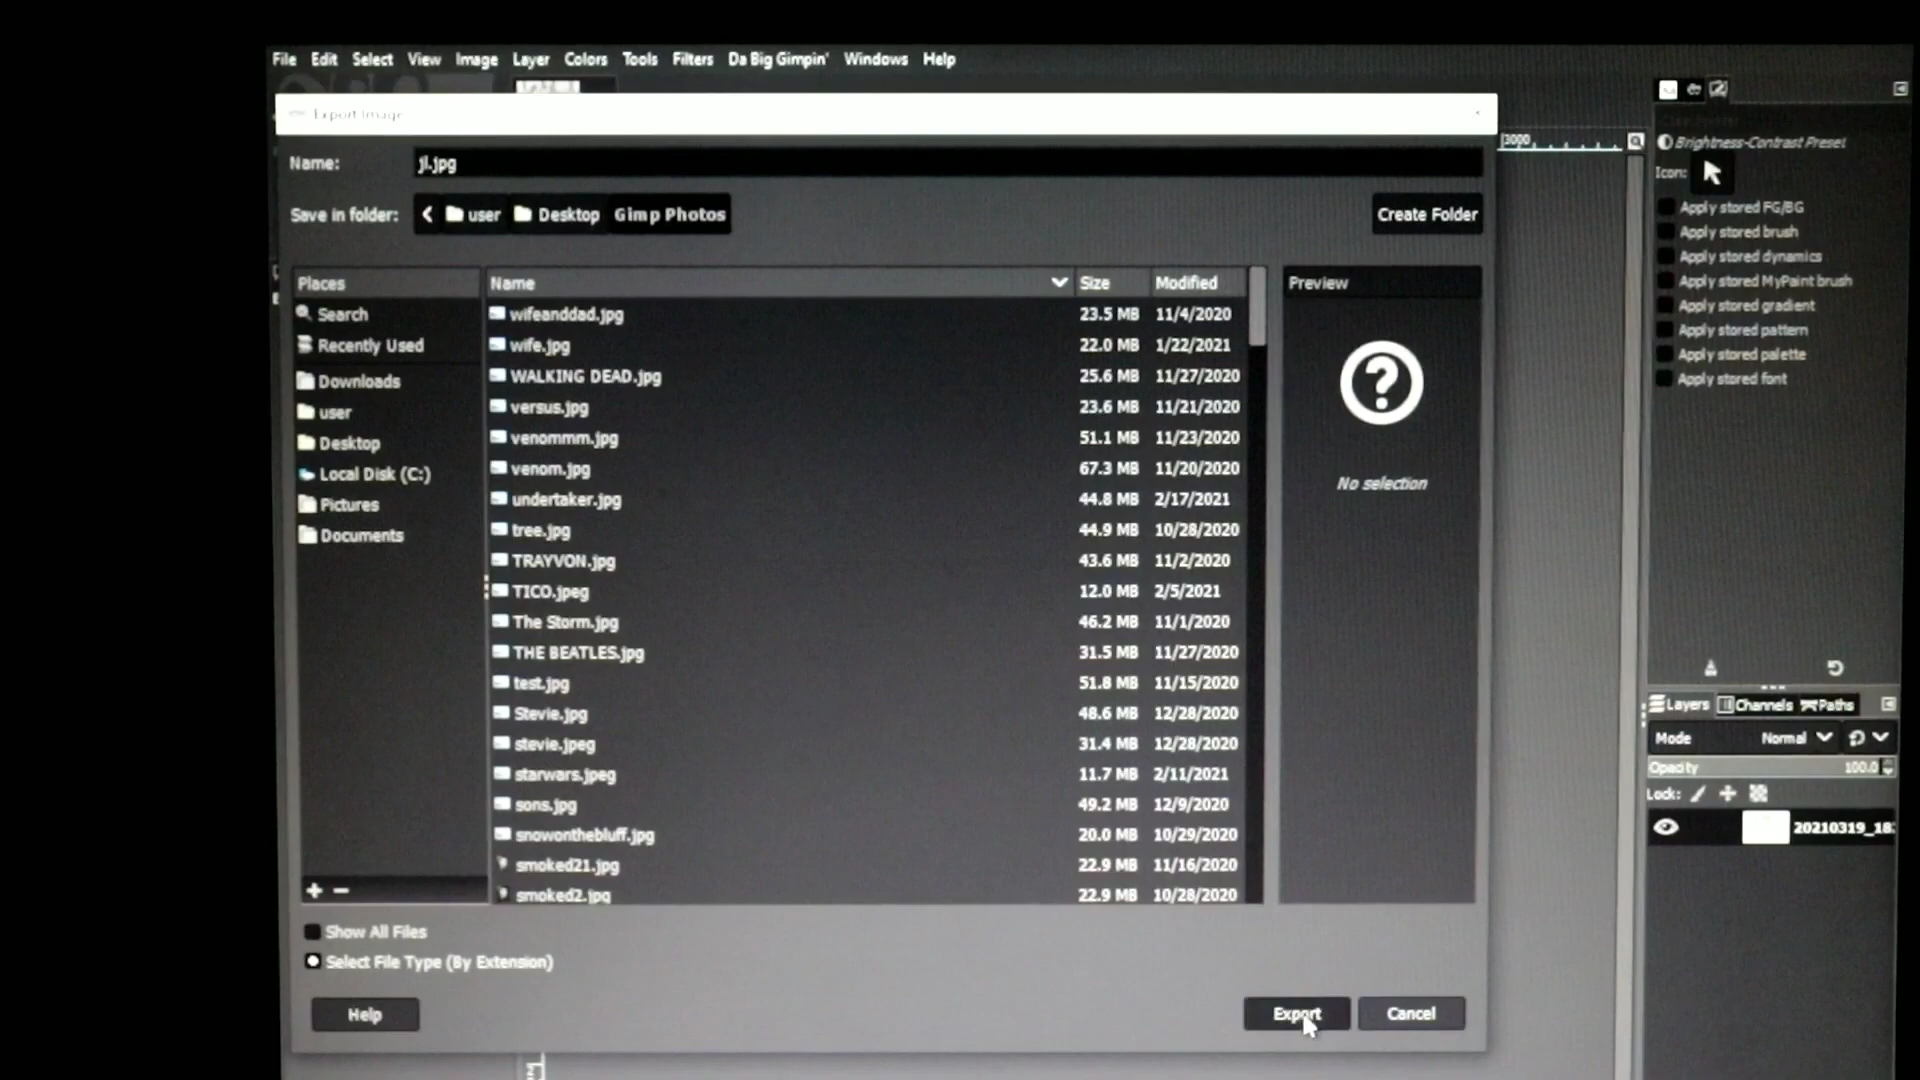 File Edit Select View Image Layer Colors Tools Filters Da Big Gimpin' Windows Help
Export Image
Name: jl.jpg
Save in folder: user Desktop Gimp Photos Create Folder
Places
Search
Recently Used
Downloads
user
Desktop
Local Disk (C:)
Pictures
Documents
Name Size Modified
wifeanddad.jpg 23.5 MB 11/4/2020
wife.jpg 22.0 MB 1/22/2021
WALKING DEAD.jpg 25.6 MB 11/27/2020
versus.jpg 23.6 MB 11/21/2020
venommm.jpg 51.1 MB 11/23/2020
venom.jpg 67.3 MB 11/20/2020
undertaker.jpg 44.8 MB 2/17/2021
tree.jpg 44.9 MB 10/28/2020
TRAYVON.jpg 43.6 MB 11/2/2020
TICO.jpeg 12.0 MB 2/5/2021
The Storm.jpg 46.2 MB 11/1/2020
THE BEATLES.jpg 31.5 MB 11/27/2020
test.jpg 51.8 MB 11/15/2020
Stevie.jpg 48.6 MB 12/28/2020
stevie.jpeg 31.4 MB 12/28/2020
starwars.jpeg 11.7 MB 2/11/2021
sons.jpg 49.2 MB 12/9/2020
snowonthebluff.jpg 20.0 MB 10/29/2020
smoked21.jpg 22.9 MB 11/16/2020
smoked2.jpg 22.9 MB 10/28/2020
Preview
?
No selection
Show All Files
Select File Type (By Extension)
Help Export Cancel
3000
Brightness-Contrast Preset
Icon:
Apply stored FG/BG
Apply stored brush
Apply stored dynamics
Apply stored MyPaint brush
Apply stored gradient
Apply stored pattern
Apply stored palette
Apply stored font
Layers Channels Paths
Mode Normal
Opacity 100.0
Lock:
20210319_18